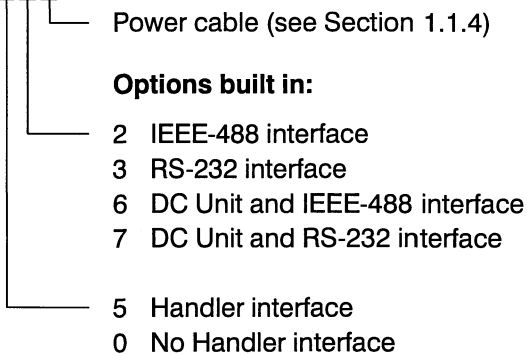 Power cable (see Section 1.1.4)
Options built in:
2 IEEE-488 interface
3 RS-232 interface
6 DC Unit and IEEE-488 interface
7 DC Unit and RS-232 interface
5 Handler interface
0 No Handler interface